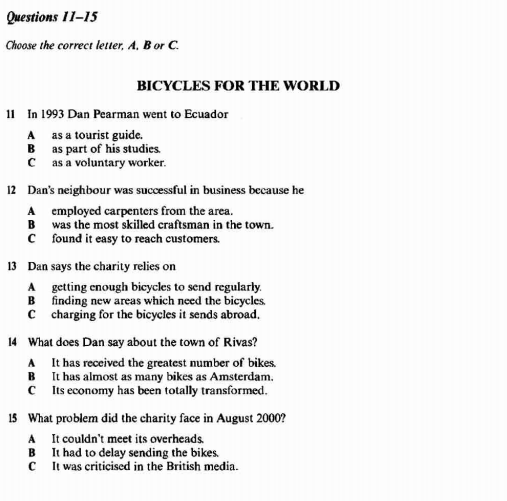 Questions 11–15
Choose the correct letter, A, B or C.
BICYCLES FOR THE WORLD
11 In 1993 Dan Pearman went to Ecuador
A as a tourist guide.
B as part of his studies.
C as a voluntary worker.
12 Dan's neighbour was successful in business because he
A employed carpenters from the area.
B was the most skilled craftsman in the town.
C found it easy to reach customers.
13 Dan says the charity relies on
A getting enough bicycles to send regularly.
B finding new areas which need the bicycles.
C charging for the bicycles it sends abroad.
14 What does Dan say about the town of Rivas?
A It has received the greatest number of bikes.
B It has almost as many bikes as Amsterdam.
C Its economy has been totally transformed.
15 What problem did the charity face in August 2000?
A It couldn't meet its overheads.
B It had to delay sending the bikes.
C It was criticised in the British media.